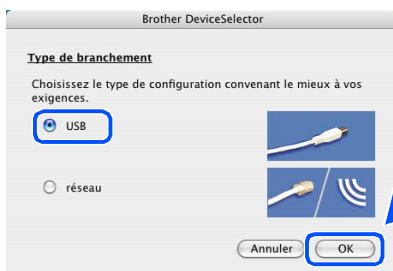 Brother DeviceSelector
Type de branchement
Choisissez le type de configuration convenant le mieux à vos
exigences.
USB
réseau
Annuler OK